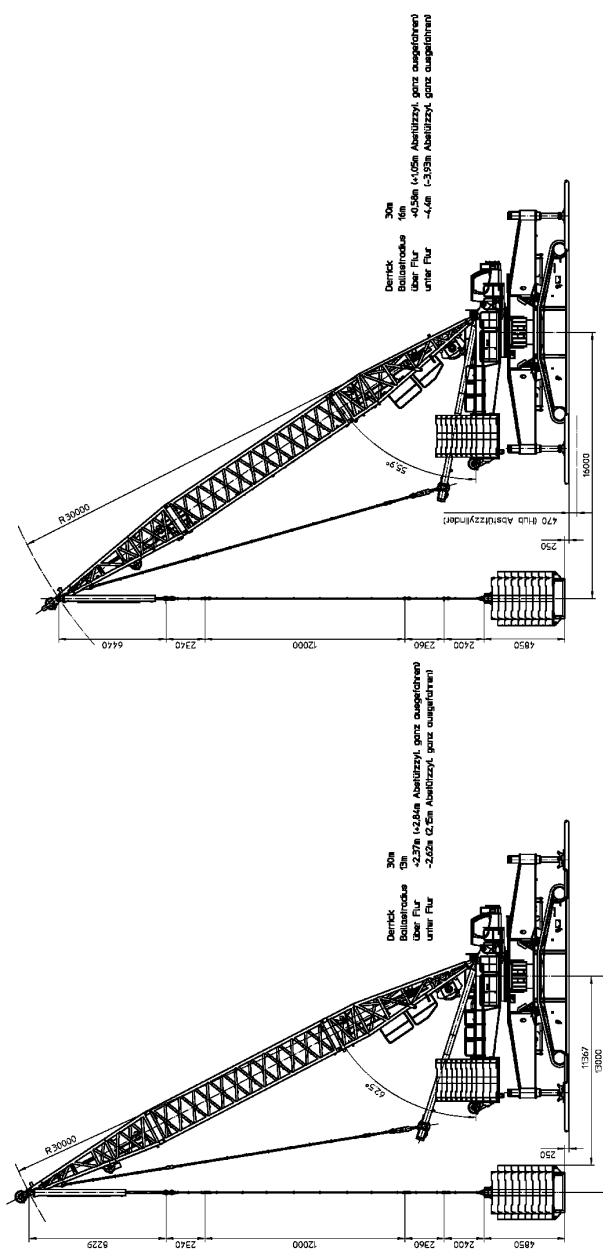 Derrick 30m
Ballastradius 16m
über Flur +0,58m (+1,05m Abstützzyl. ganz ausgefahren)
unter Flur -4,4m (-3,93m Abstützzyl. ganz ausgefahren)
R 30000
55,9°
470 (Hub Abstützzylinder)
250
16000
6440
2340
12000
2360
2400
4850
Derrick 30m
Ballastradius 13m
über Flur +2,37m (+2,84m Abstützzyl. ganz ausgefahren)
unter Flur -2,62m (2,15m Abstützzyl. ganz ausgefahren)
R 30000
62,5°
250
11367
13000
8229
2340
12000
2360
2400
4850